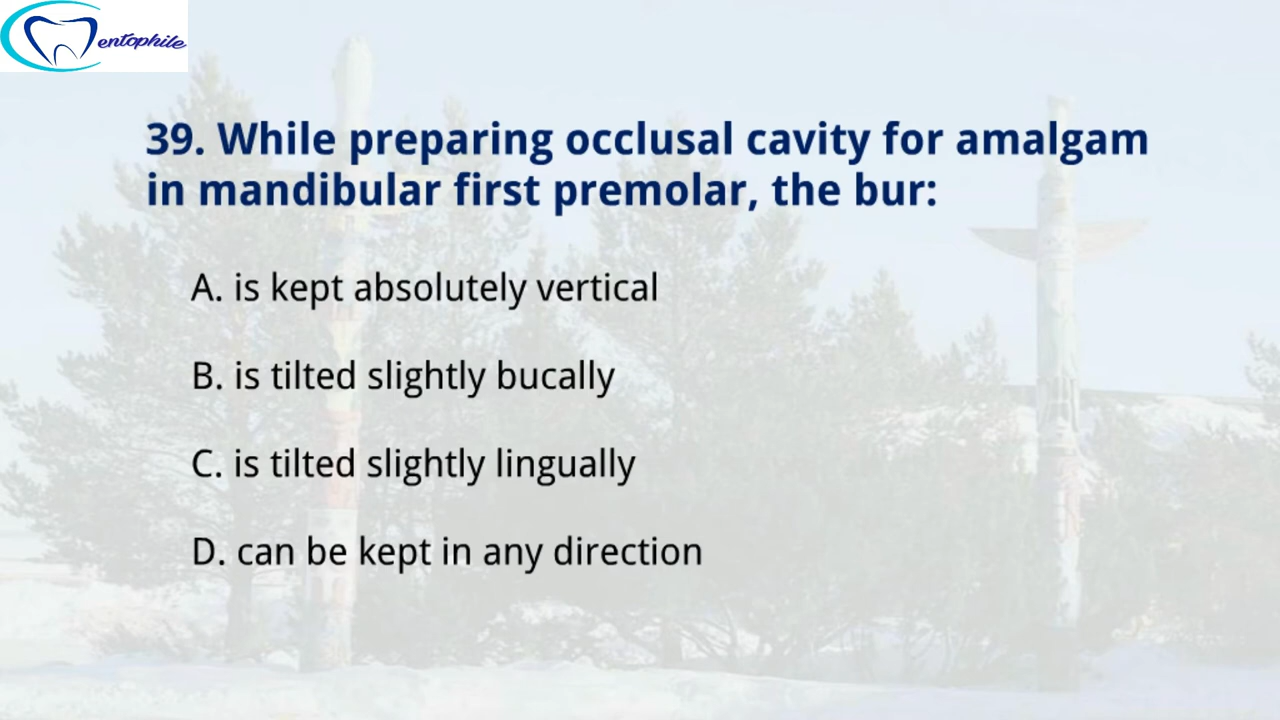 entophile
39. While preparing occlusal cavity for amalgam
in mandibular first premolar, the bur:
A. is kept absolutely vertical
B. is tilted slightly bucally
C. is tilted slightly lingually
D. can be kept in any direction